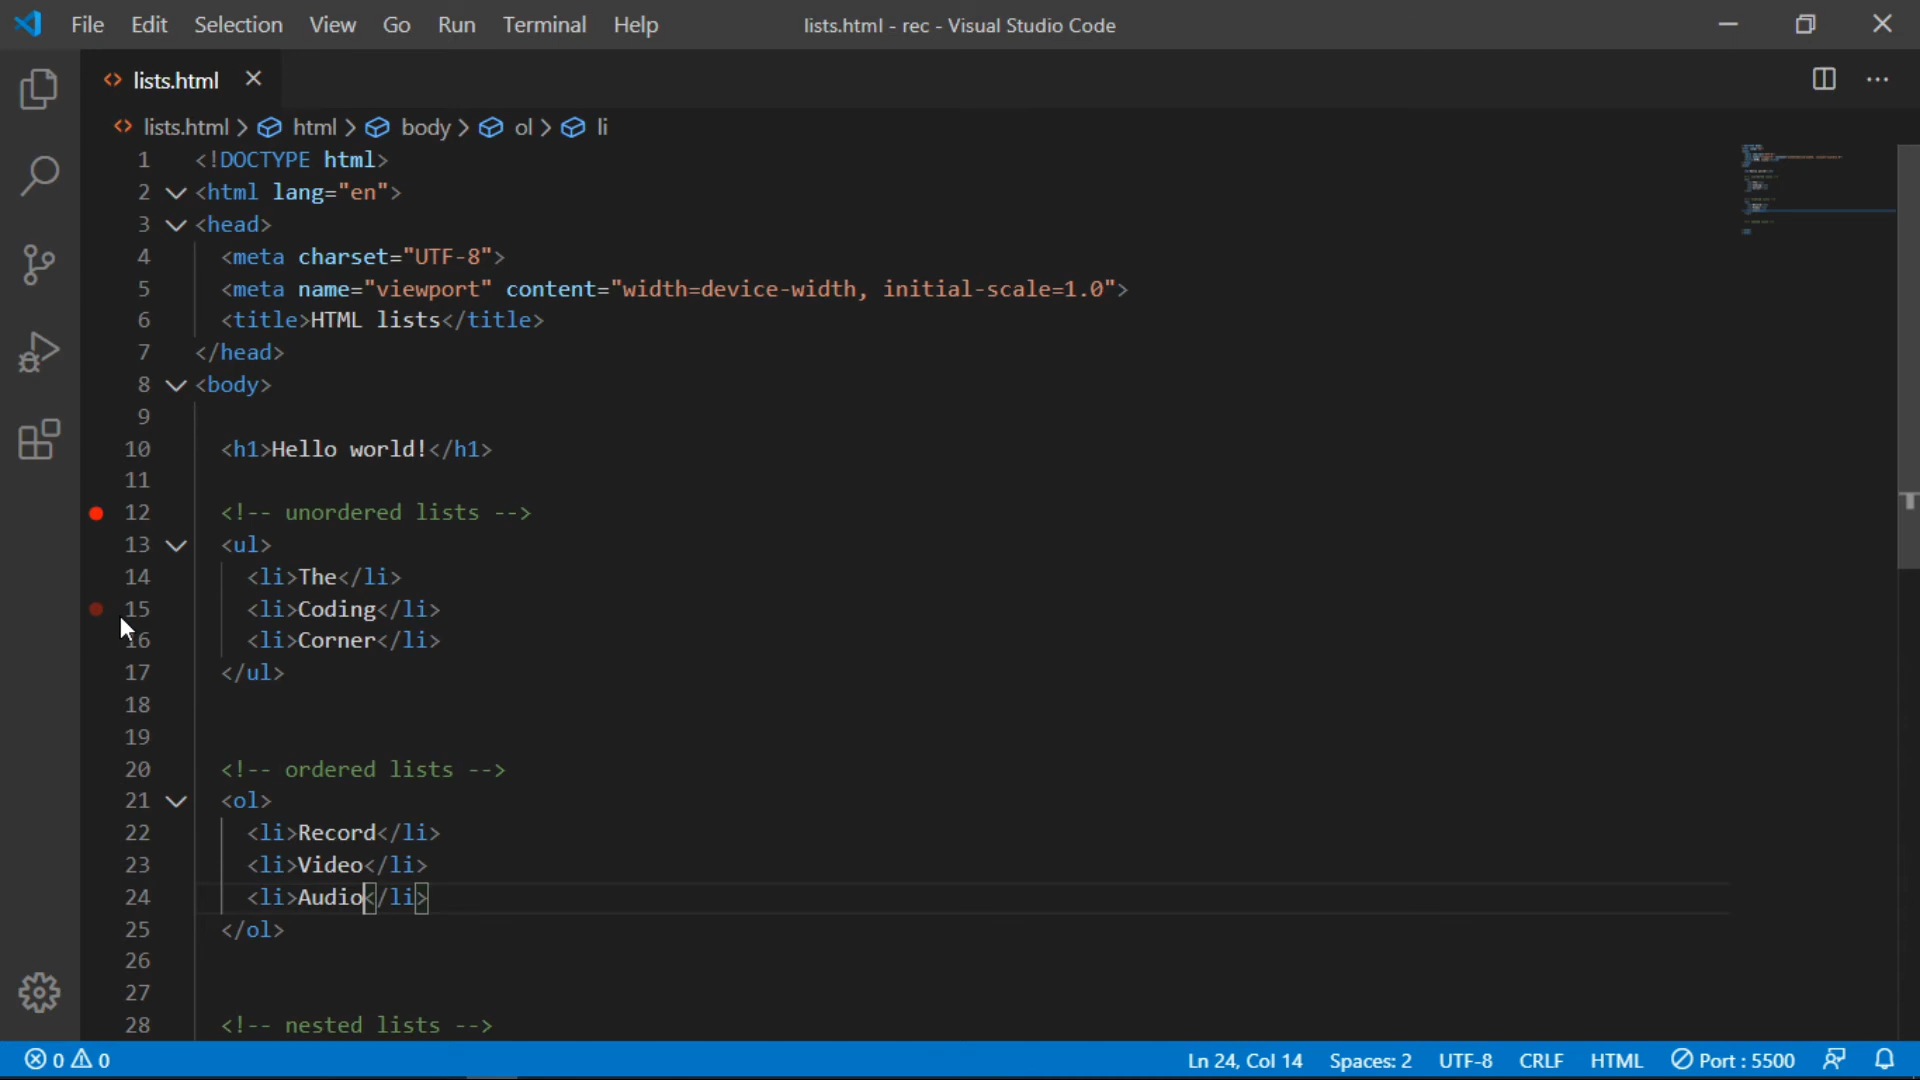 File Edit Selection View Go Run Terminal Help lists.html - rec - Visual Studio Code
lists.html
lists.html > html > body > ol > li
1 <!DOCTYPE html>
2 <html lang="en">
3 <head>
4 <meta charset="UTF-8">
5 <meta name="viewport" content="width=device-width, initial-scale=1.0">
6 <title>HTML lists</title>
7 </head>
8 <body>
9
10 <h1>Hello world!</h1>
11
12 <!-- unordered lists -->
13 <ul>
14 <li>The</li>
15 <li>Coding</li>
16 <li>Corner</li>
17 </ul>
18
19
20 <!-- ordered lists -->
21 <ol>
22 <li>Record</li>
23 <li>Video</li>
24 <li>Audio</li>
25 </ol>
26
27
28 <!-- nested lists -->
0 0 Ln 24, Col 14 Spaces: 2 UTF-8 CRLF HTML Port : 5500